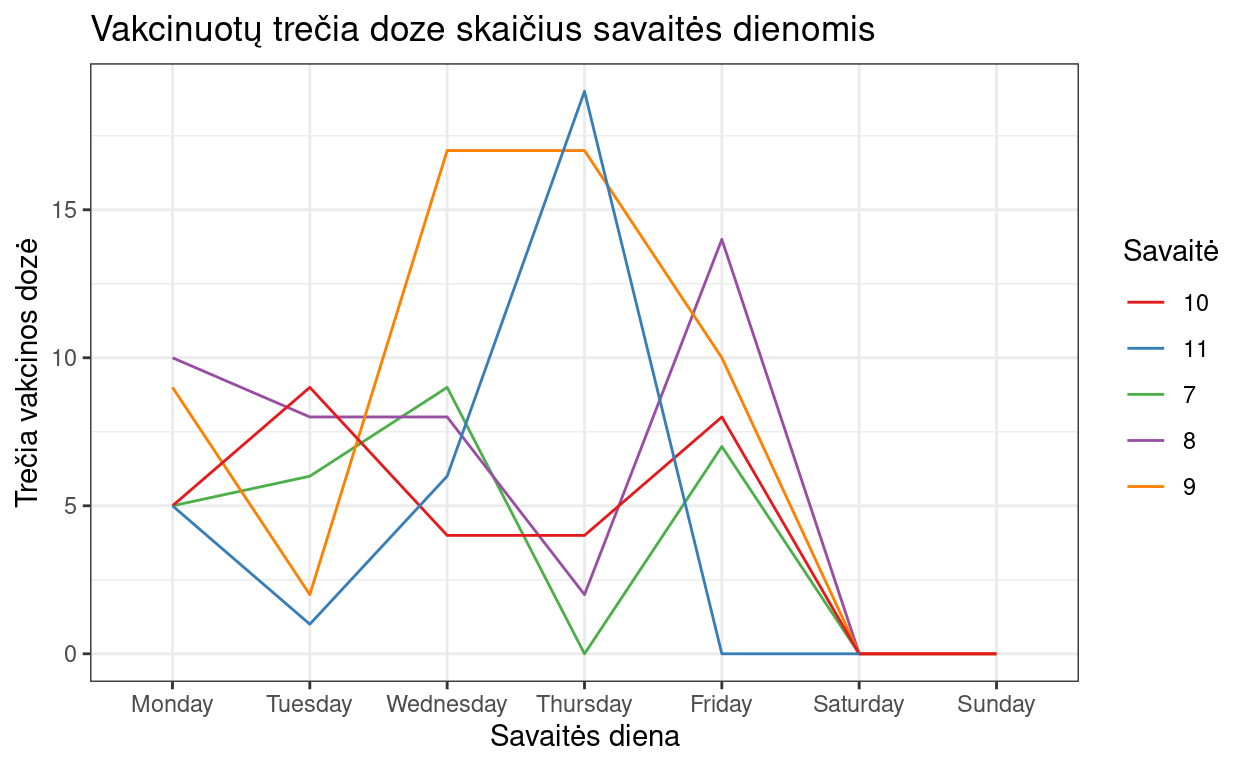 Vakcinuotų trečia doze skaičius savaitės dienomis
Trečia vakcinos dozė
15
10
5
0
Monday Tuesday Wednesday Thursday Friday Saturday Sunday
Savaitės diena
Savaitė
10
11
7
8
9